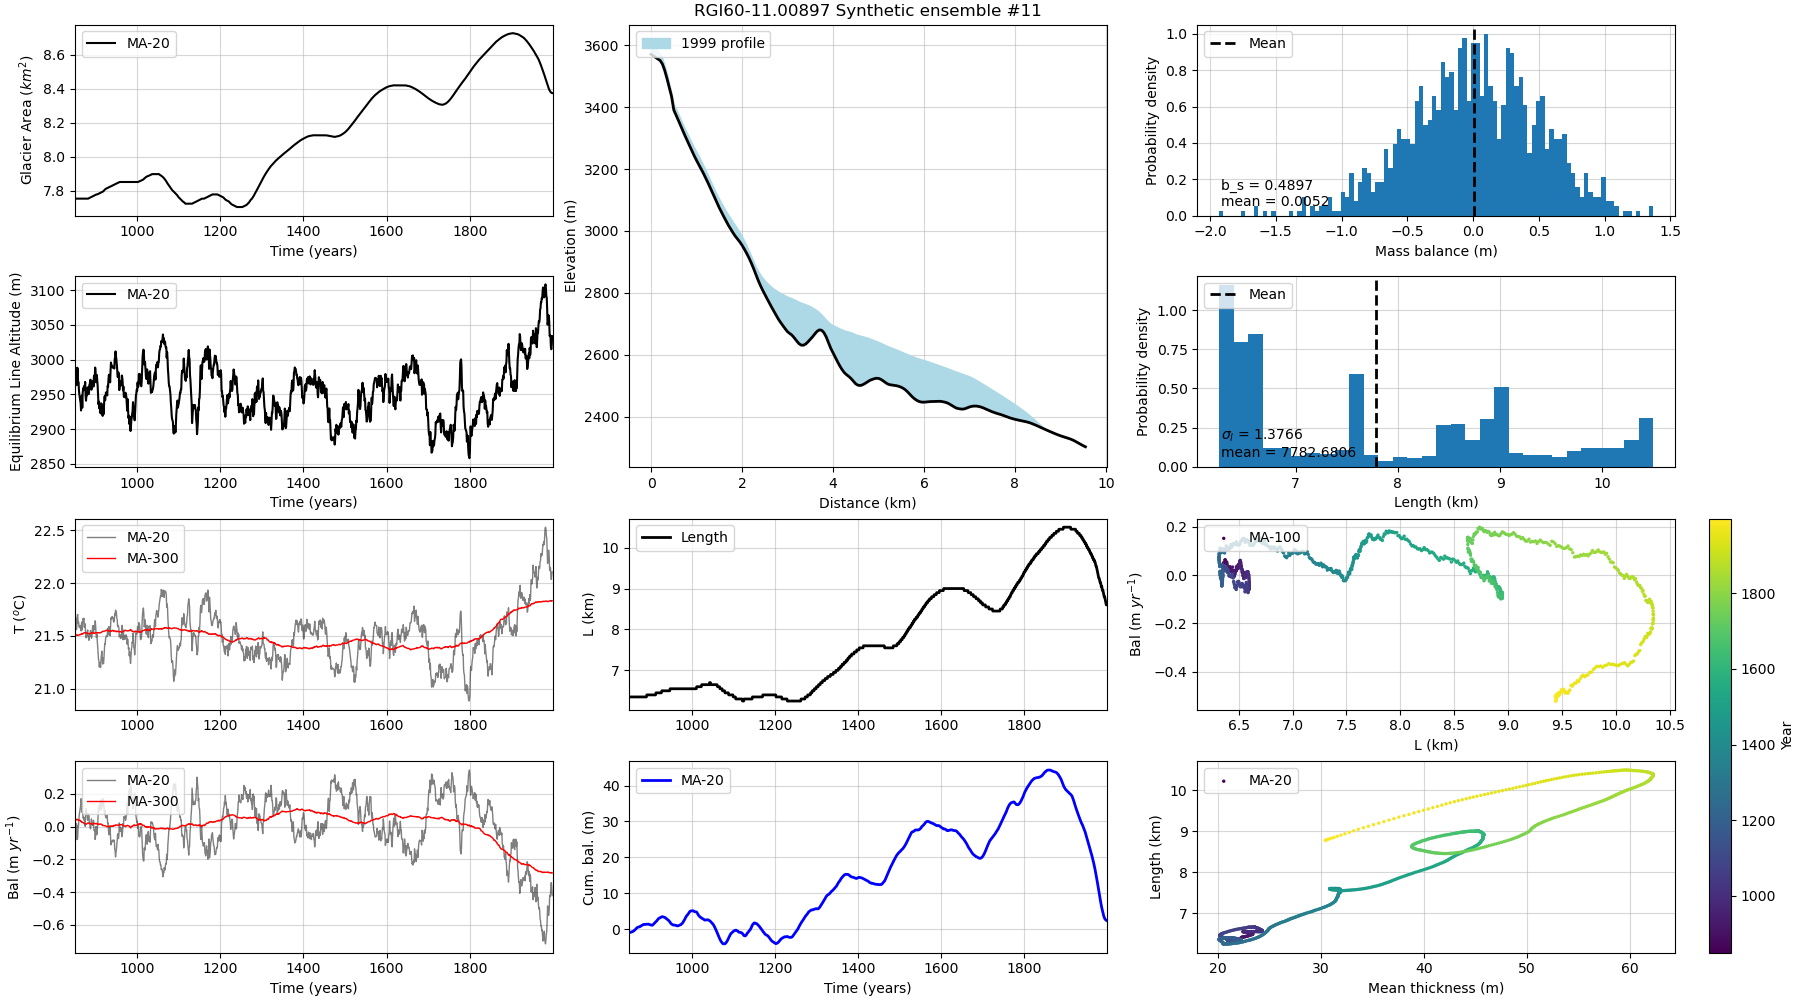 RGI60-11.00897 Synthetic ensemble #11
MA-20
Glacier Area (km²)
8.6
8.4
8.2
8.0
7.8
1000 1200 1400 1600 1800
Time (years)
MA-20
Equilibrium Line Altitude (m)
3100
3050
3000
2950
2900
2850
1000 1200 1400 1600 1800
Time (years)
MA-20
MA-300
T (°C)
22.5
22.0
21.5
21.0
1000 1200 1400 1600 1800
MA-20
MA-300
Bal (m yr⁻¹)
0.2
0.0
−0.2
−0.4
−0.6
1000 1200 1400 1600 1800
Time (years)
1999 profile
Elevation (m)
3600
3400
3200
3000
2800
2600
2400
0 2 4 6 8 10
Distance (km)
Length
L (km)
10
9
8
7
1000 1200 1400 1600 1800
MA-20
Cum. bal. (m)
40
30
20
10
0
1000 1200 1400 1600 1800
Time (years)
Mean
Probability density
1.0
0.8
0.6
0.4
0.2
0.0
b_s = 0.4897
mean = 0.0052
−2.0 −1.5 −1.0 −0.5 0.0 0.5 1.0 1.5
Mass balance (m)
Mean
Probability density
1.00
0.75
0.50
0.25
0.00
σ_l = 1.3766
mean = 7782.6806
7 8 9 10
Length (km)
MA-100
Bal (m yr⁻¹)
0.2
0.0
−0.2
−0.4
6.5 7.0 7.5 8.0 8.5 9.0 9.5 10.0 10.5
L (km)
MA-20
Length (km)
10
9
8
7
20 30 40 50 60
Mean thickness (m)
1800
1600
1400
1200
1000
Year